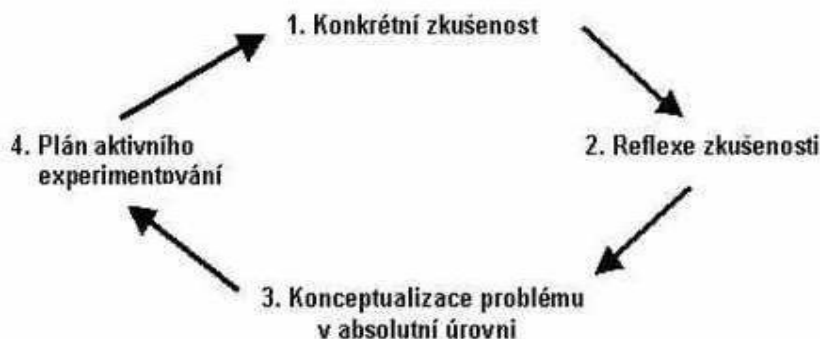 1. Konkrétní zkušenost
2. Reflexe zkušenosti
3. Konceptualizace problému
v absolutní úrovni
4. Plán aktivního
experimentování